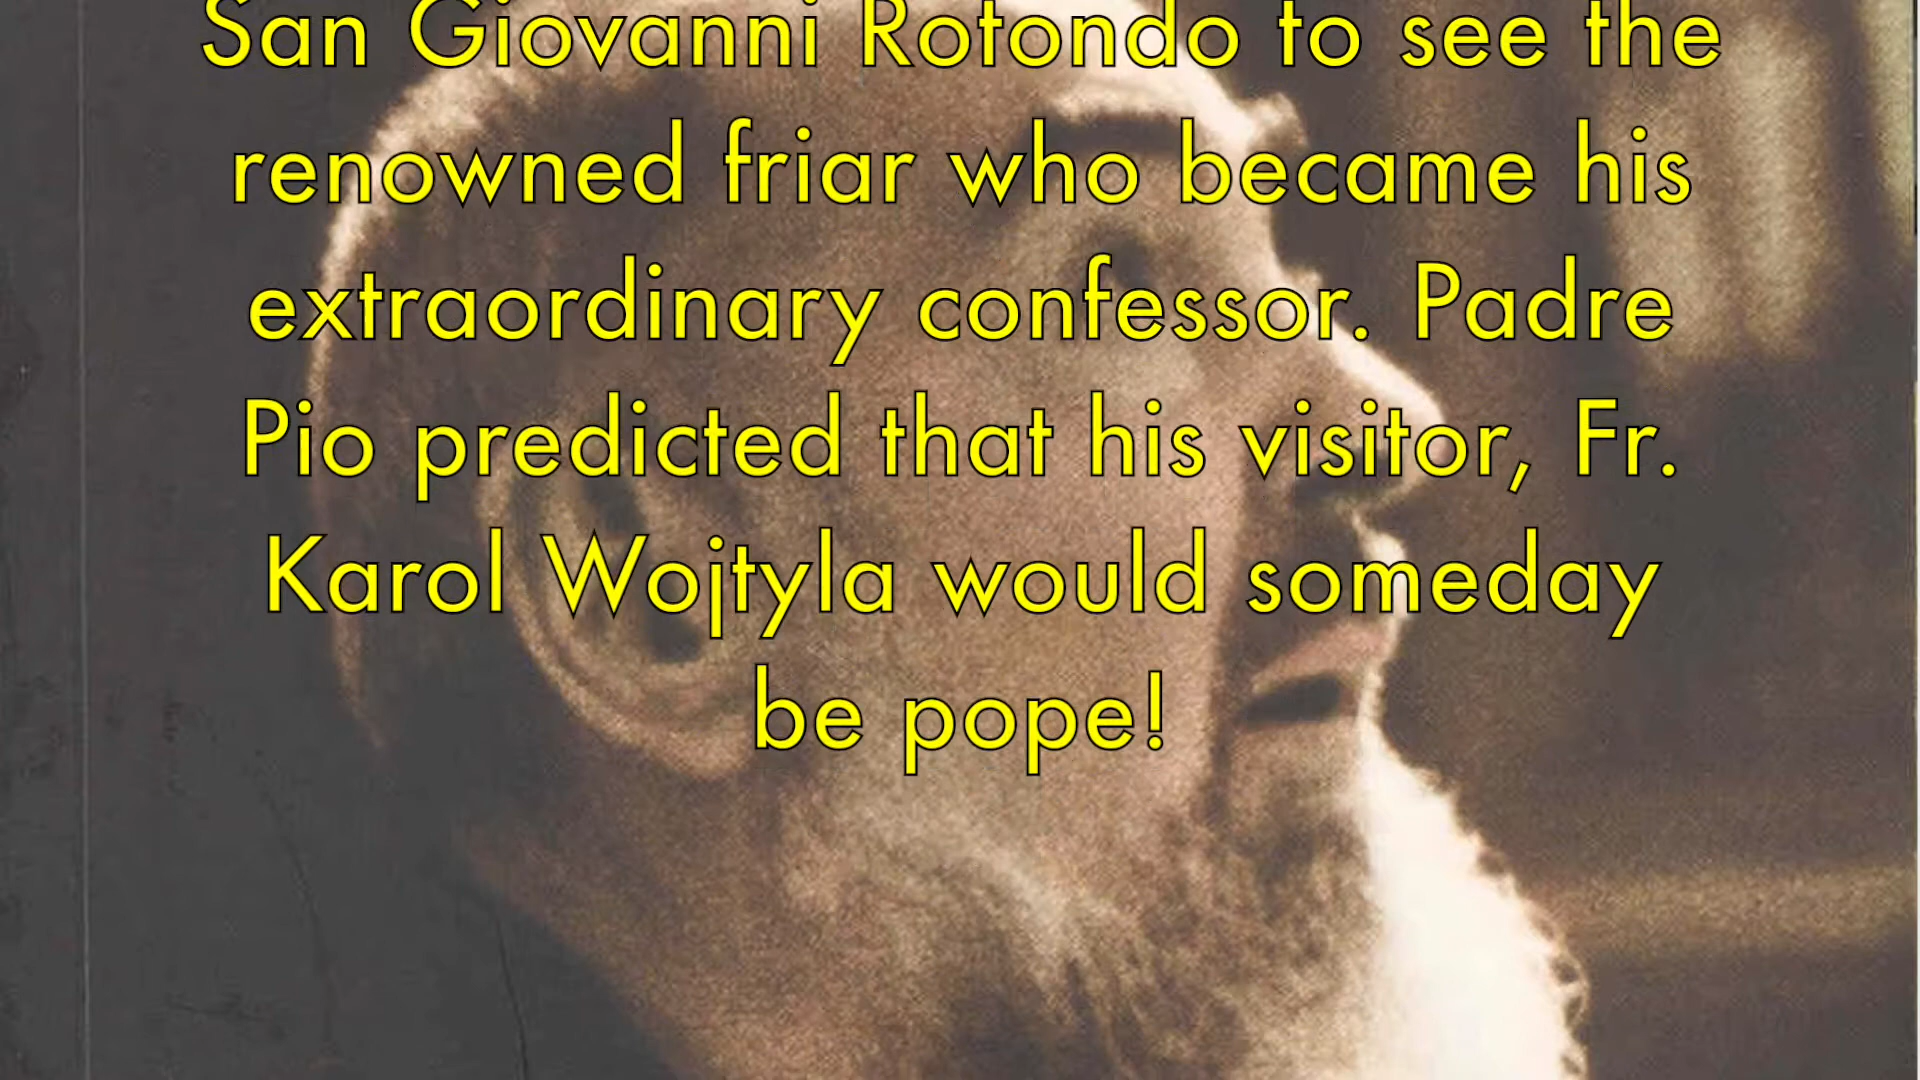 San Giovanni Rotondo to see the
renowned friar who became his
extraordinary confessor. Padre
Pio predicted that his visitor, Fr.
Karol Wojtyla would someday
be pope!